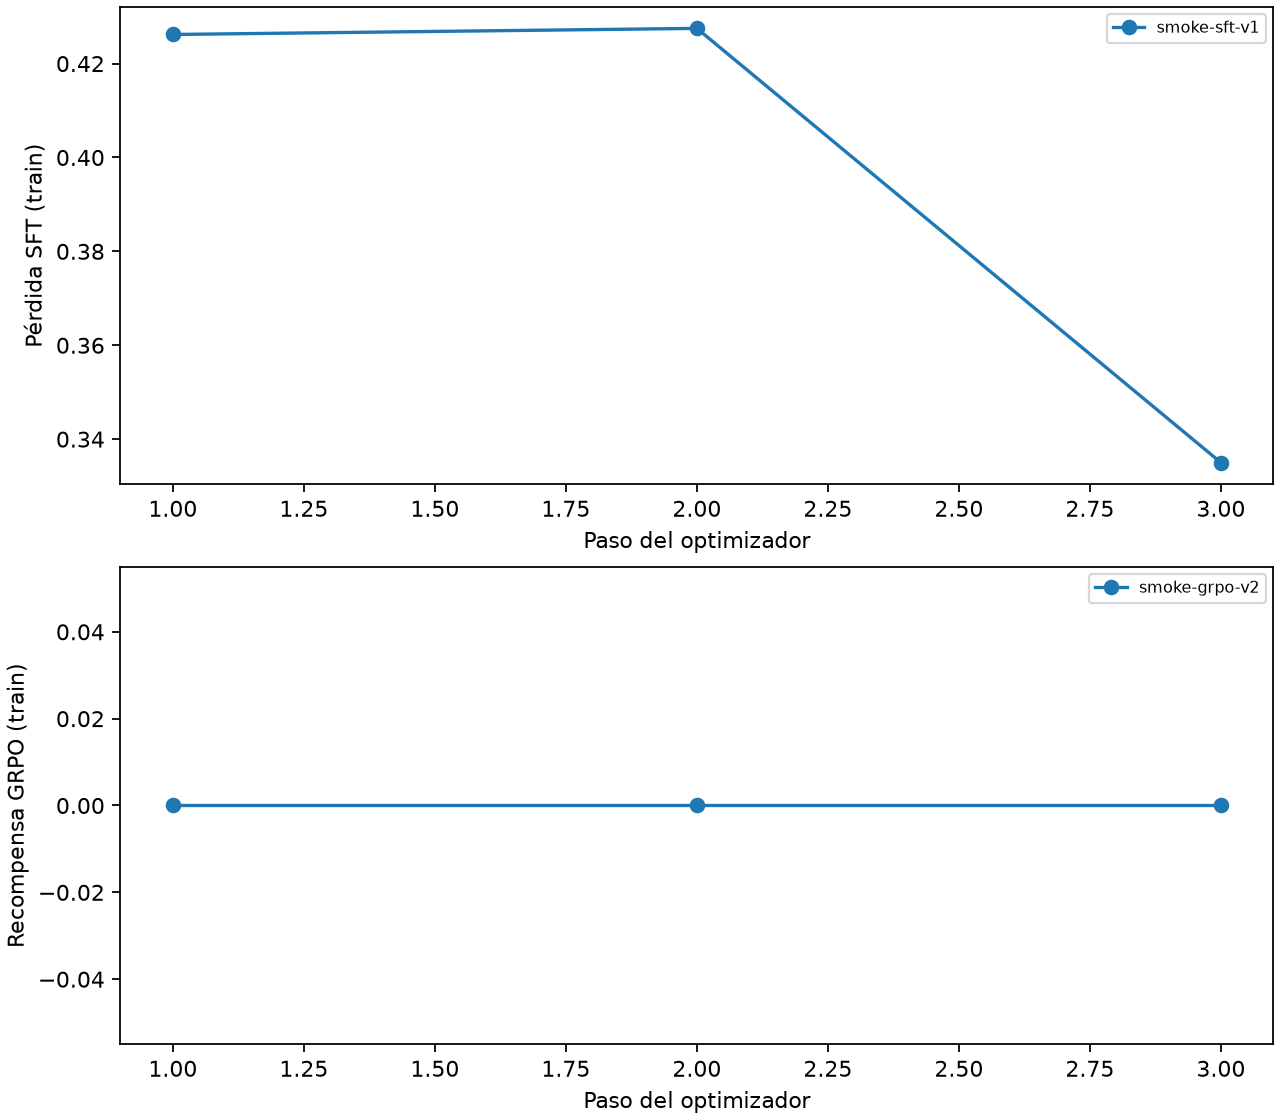 smoke-sft-v1
Pérdida SFT (train)
0.42
0.40
0.38
0.36
0.34
1.00 1.25 1.50 1.75 2.00 2.25 2.50 2.75 3.00
Paso del optimizador
smoke-grpo-v2
Recompensa GRPO (train)
0.04
0.02
0.00
−0.02
−0.04
1.00 1.25 1.50 1.75 2.00 2.25 2.50 2.75 3.00
Paso del optimizador